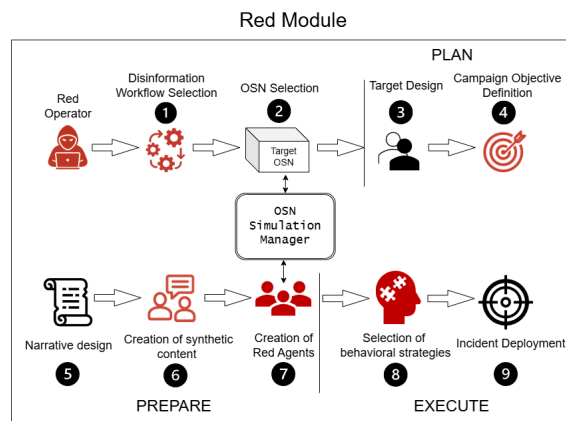 Red Module
PLAN
Red
Operator
Disinformation
Workflow Selection
1
OSN Selection
2
Target Design
3
Campaign Objective
Definition
4
Target
OSN
OSN
Simulation
Manager
Narrative design
5
Creation of synthetic
content
6
Creation of
Red Agents
7
Selection of
behavioral strategies
8
Incident Deployment
9
PREPARE
EXECUTE